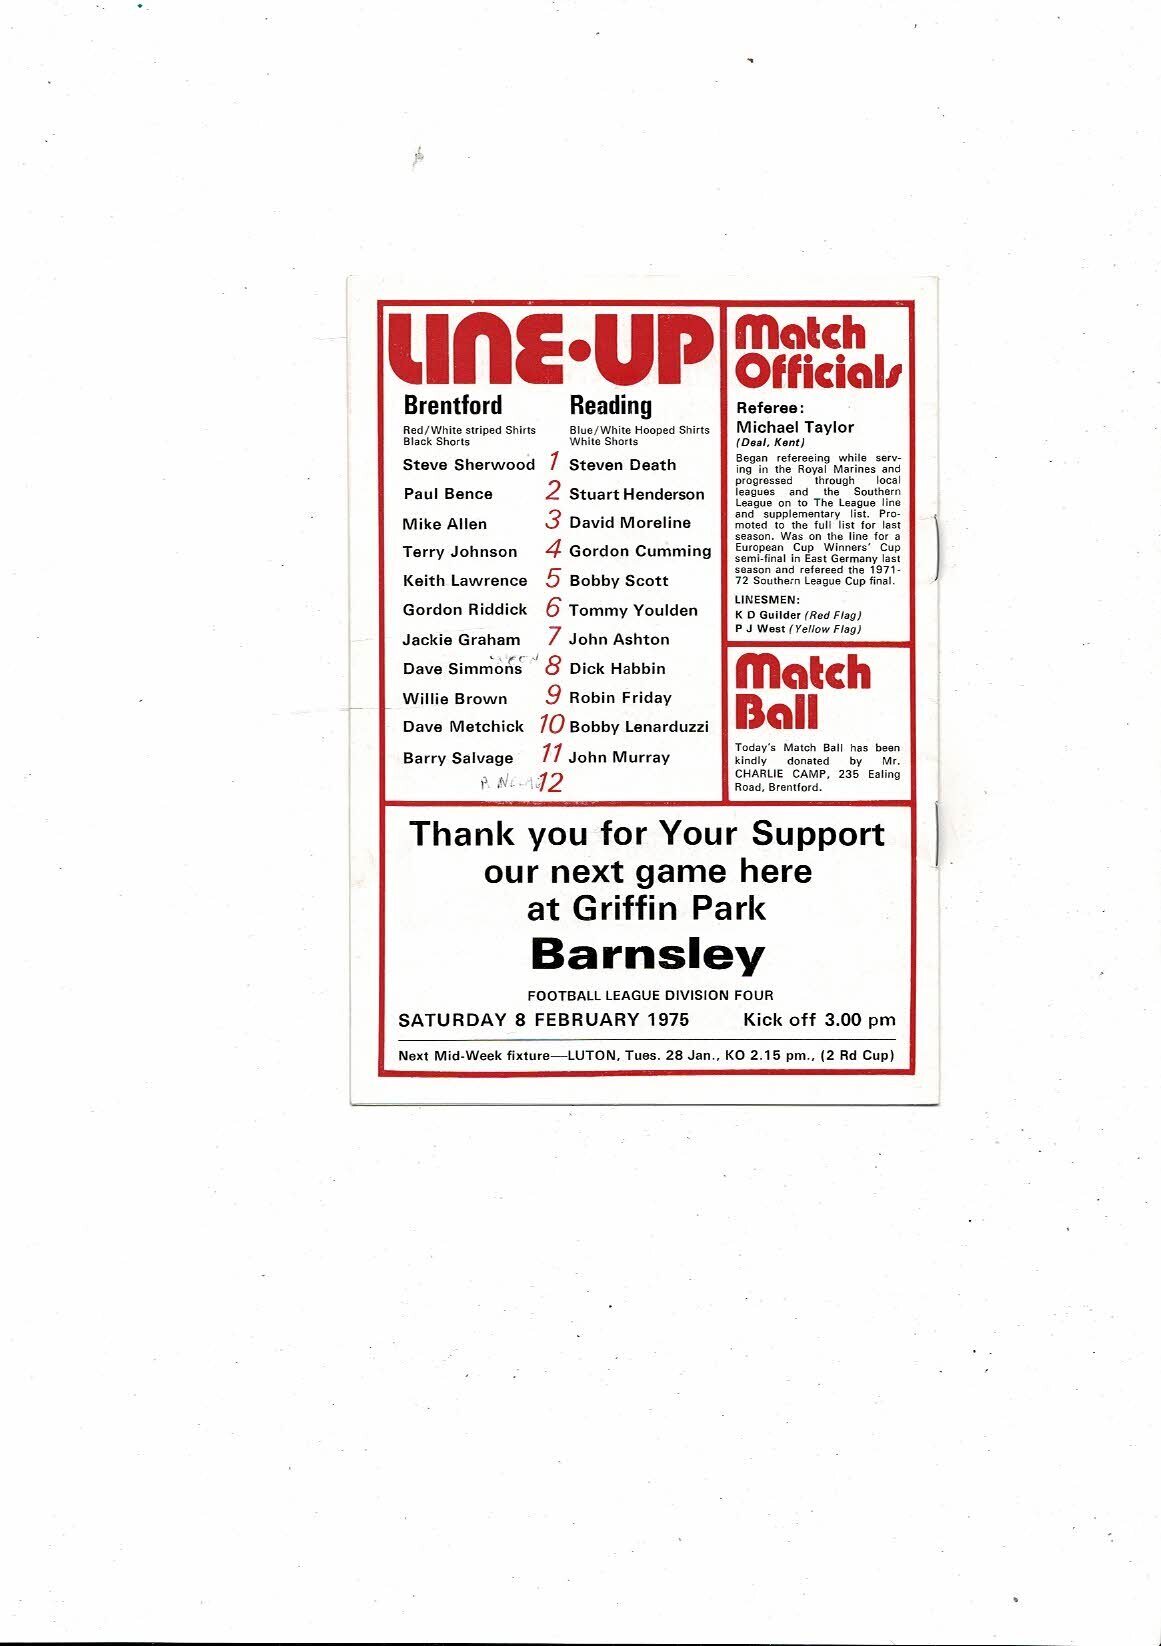 LINE•UP
Brentford
Reading
Red/White striped Shirts
Black Shorts
Blue/White Hooped Shirts
White Shorts
Steve Sherwood 1 Steven Death
Paul Bence 2 Stuart Henderson
Mike Allen 3 David Moreline
Terry Johnson 4 Gordon Cumming
Keith Lawrence 5 Bobby Scott
Gordon Riddick 6 Tommy Youlden
Jackie Graham 7 John Ashton
Dave Simmons 8 Dick Habbin
Willie Brown 9 Robin Friday
Dave Metchick 10 Bobby Lenarduzzi
Barry Salvage 11 John Murray
12
Match
Officials
Referee:
Michael Taylor
(Deal, Kent)
Began refereeing while serv-
ing in the Royal Marines and
progressed through local
leagues and the Southern
League on to The League line
and supplementary list. Pro-
moted to the full list for last
season. Was on the line for a
European Cup Winners' Cup
semi-final in East Germany last
season and refereed the 1971-
72 Southern League Cup final.
LINESMEN:
K D Guilder (Red Flag)
P J West (Yellow Flag)
Match
Ball
Today's Match Ball has been
kindly donated by Mr.
CHARLIE CAMP, 235 Ealing
Road, Brentford.
Thank you for Your Support
our next game here
at Griffin Park
Barnsley
FOOTBALL LEAGUE DIVISION FOUR
SATURDAY 8 FEBRUARY 1975 Kick off 3.00 pm
Next Mid-Week fixture—LUTON, Tues. 28 Jan., KO 2.15 pm., (2 Rd Cup)